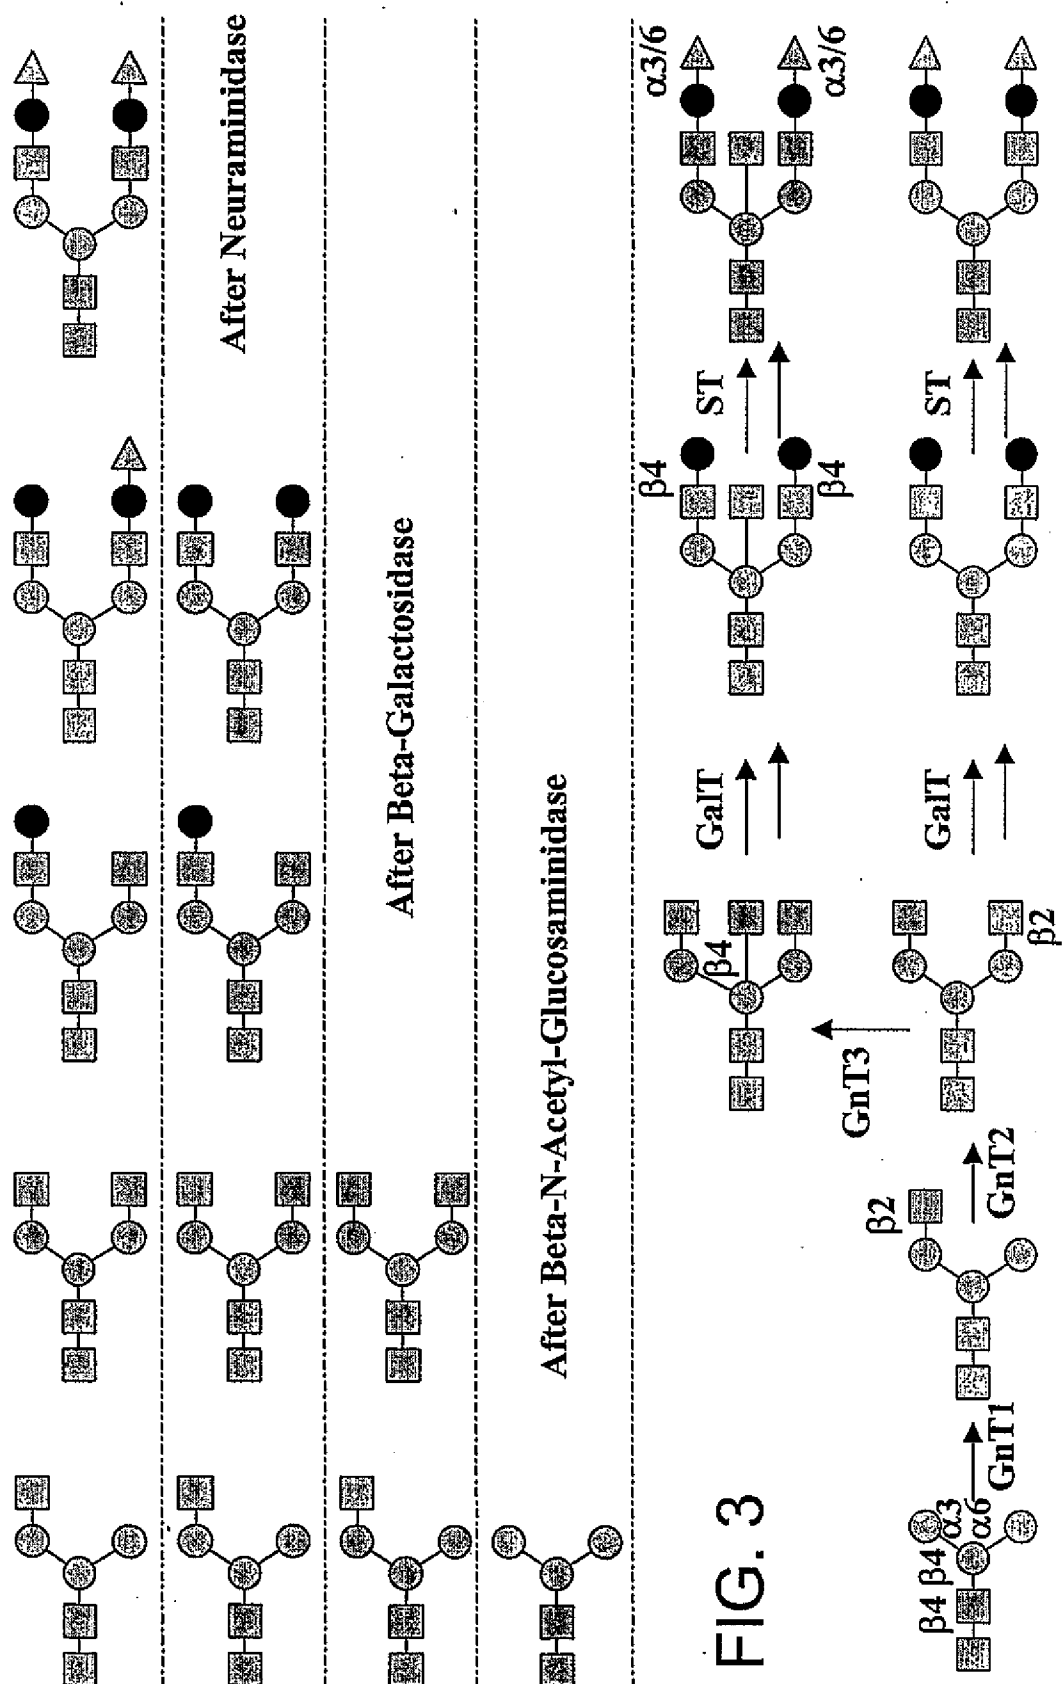 After Neuraminidase
After Beta-Galactosidase
After Beta-N-Acetyl-Glucosaminidase
FIG. 3
β4
β4
α3
α6
GnT1
β2
GnT2
β2
GnT3
β4
GalT
GalT
β4
β4
ST
ST
α3/6
α3/6